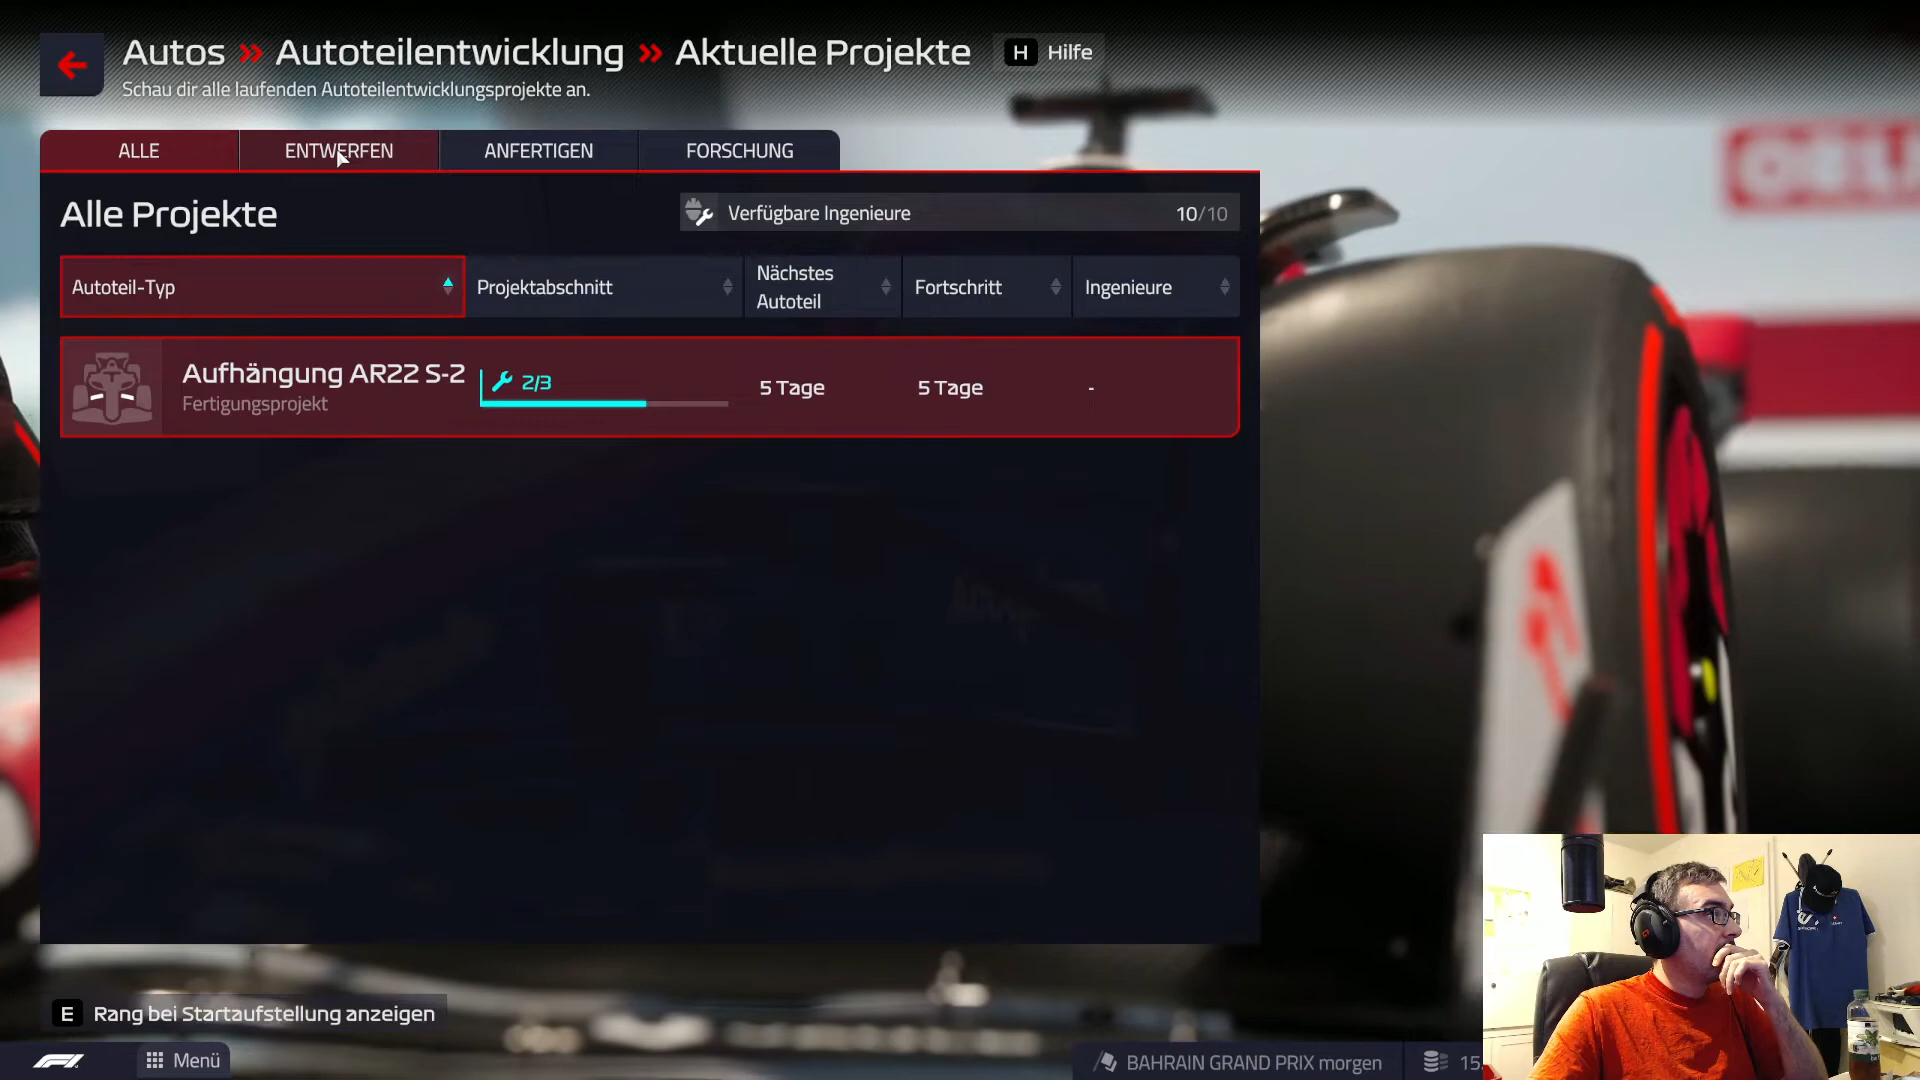 Autos » Autoteilentwicklung » Aktuelle Projekte
H Hilfe
Schau dir alle laufenden Autoteilentwicklungsprojekte an.
ALLE
ENTWERFEN
ANFERTIGEN
FORSCHUNG
Alle Projekte
Verfügbare Ingenieure
10/10
Autoteil-Typ
Projektabschnitt
Nächstes
Autoteil
Fortschritt
Ingenieure
Aufhängung AR22 S-2
Fertigungsprojekt
2/3
5 Tage
5 Tage
-
E Rang bei Startaufstellung anzeigen
Menü
BAHRAIN GRAND PRIX morgen
15.